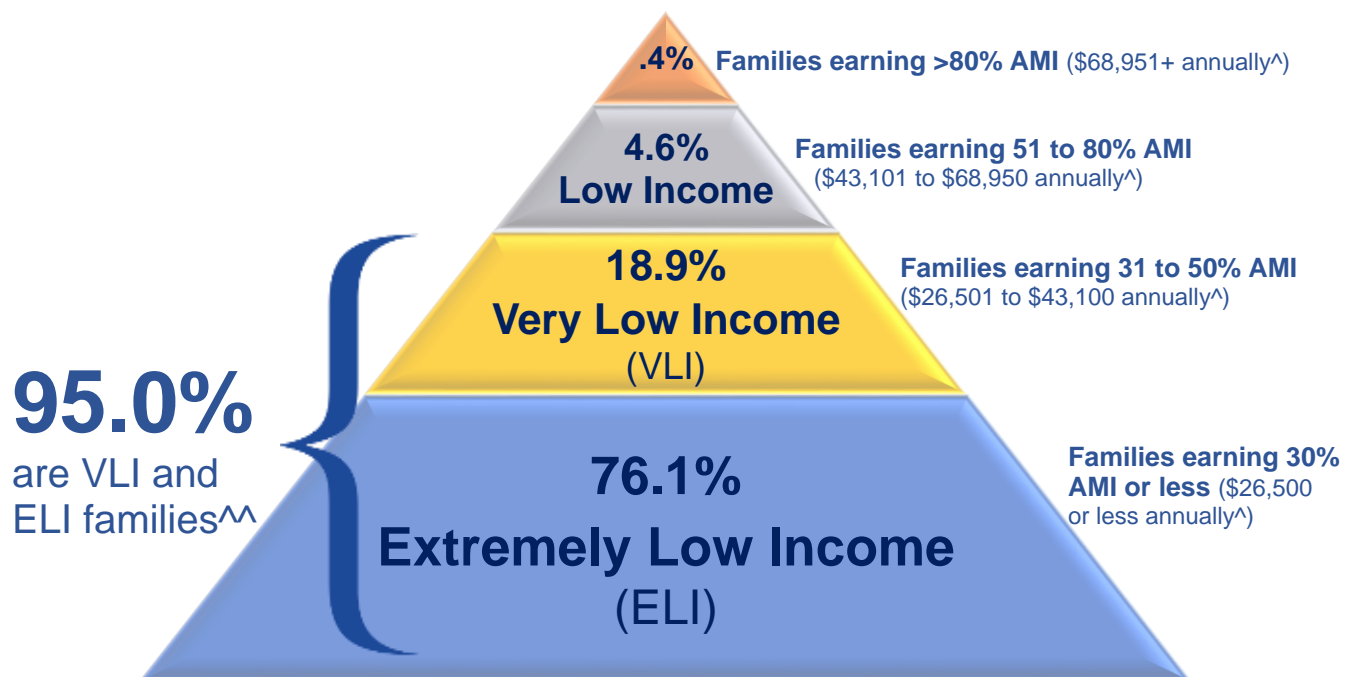 .4%
Families earning >80% AMI ($68,951+ annually^)
4.6%
Low Income
Families earning 51 to 80% AMI
($43,101 to $68,950 annually^)
18.9%
Very Low Income
(VLI)
Families earning 31 to 50% AMI
($26,501 to $43,100 annually^)
95.0%
are VLI and
ELI families^^
76.1%
Extremely Low Income
(ELI)
Families earning 30%
AMI or less ($26,500
or less annually^)